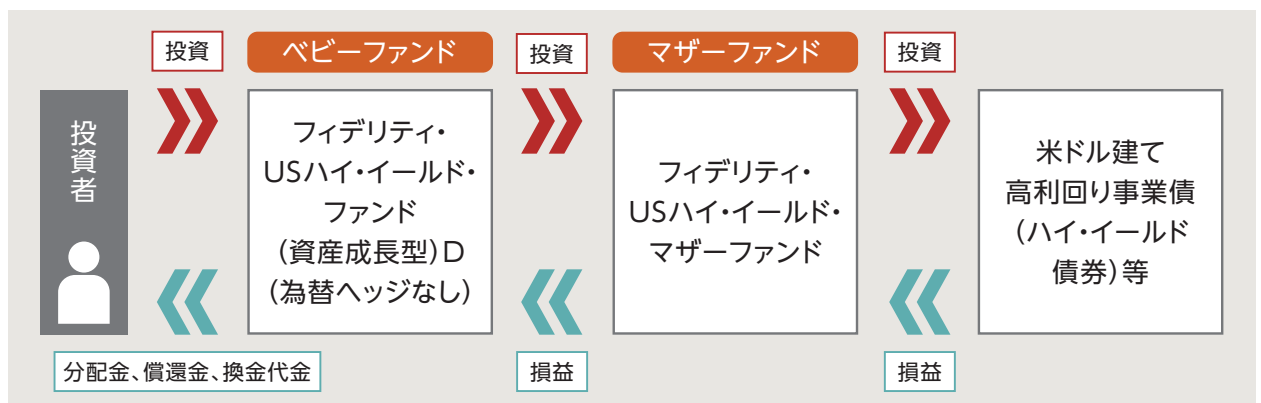 投資
ベビーファンド
投資
マザーファンド
投資
投資者
フィデリティ・
USハイ・イールド・
ファンド
(資産成長型)D
(為替ヘッジなし)
フィデリティ・
USハイ・イールド・
マザーファンド
米ドル建て
高利回り事業債
(ハイ・イールド
債券)等
分配金、償還金、換金代金
損益
損益